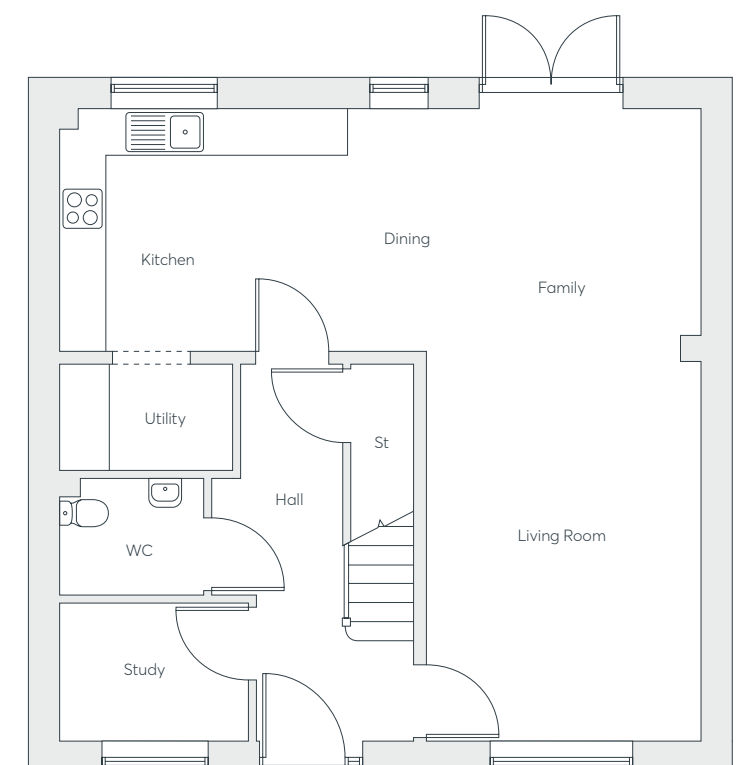 Dining
Kitchen
Family
Utility
St
Hall
Living Room
WC
Study